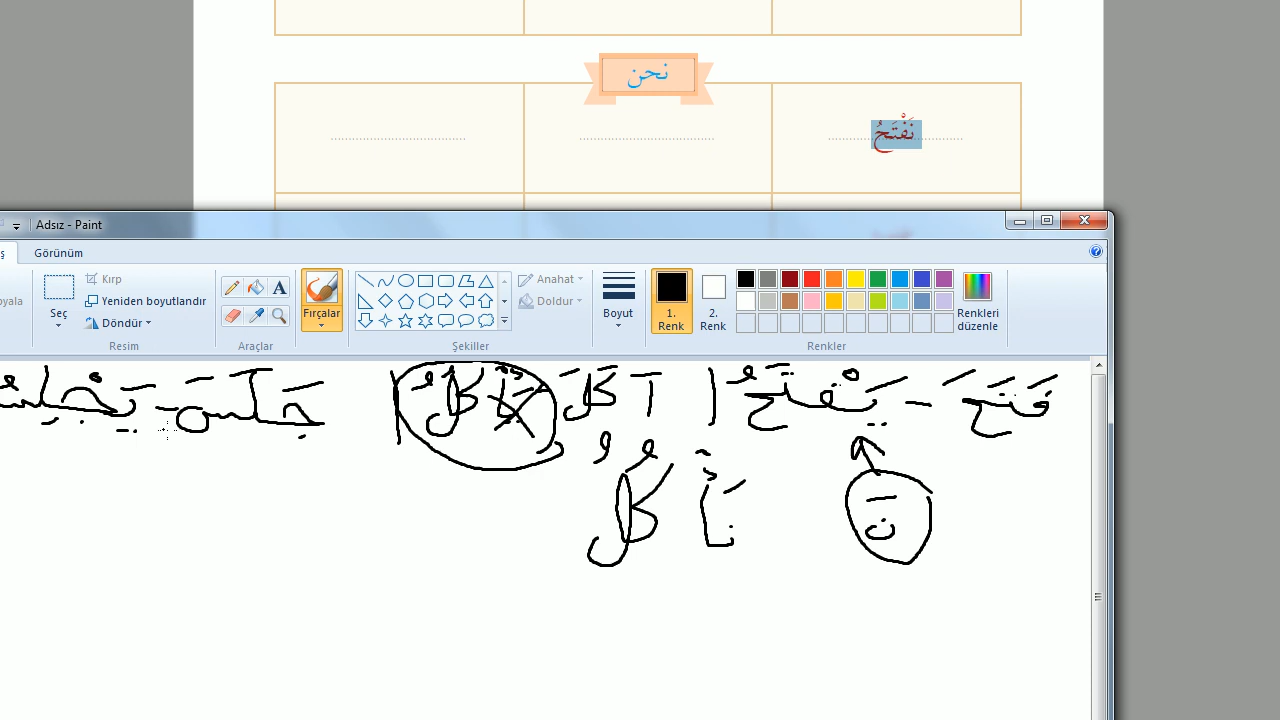 نحن
نَفْتَحُ
Adsız - Paint
Görünüm
Kırp
Yeniden boyutlandır
Döndür
Seç
Resim
Araçlar
Fırçalar
Anahat
Doldur
Şekiller
Boyut
1. Renk
2. Renk
Renkleri düzenle
Renkler
فَتَحَ - يَفْتَحُ | آكَلَ | جَلَسَ -
نَأْكُلُ
نَ